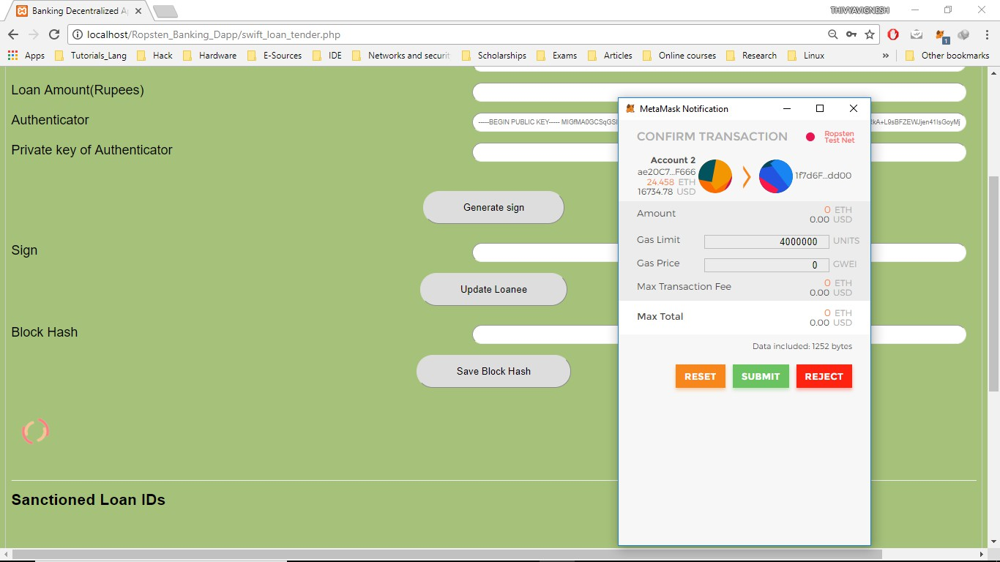 Banking Decentralized Ap
THIVYAVIGNESH
localhost/Ropsten_Banking_Dapp/swift_loan_tender.php
1
Apps Tutorials_Lang Hack Hardware E-Sources IDE Networks and securit Scholarships Exams Articles Online courses Research Linux » Other bookmarks
Loan Amount(Rupees)
Authenticator
-----BEGIN PUBLIC KEY----- MIGfMA0GCSqGSI
kA+L9sBFZEWJjen41IsGoyMj
Private key of Authenticator
Generate sign
Sign
Update Loanee
Block Hash
Save Block Hash
Sanctioned Loan IDs
MetaMask Notification
CONFIRM TRANSACTION
Ropsten
Test Net
Account 2
ae20C7...F666
24.458 ETH
16734.78 USD
1f7d6F...dd00
Amount
0 ETH
0.00 USD
Gas Limit 4000000 UNITS
Gas Price 0 GWEI
Max Transaction Fee
0 ETH
0.00 USD
Max Total
0 ETH
0.00 USD
Data included: 1252 bytes
RESET SUBMIT REJECT